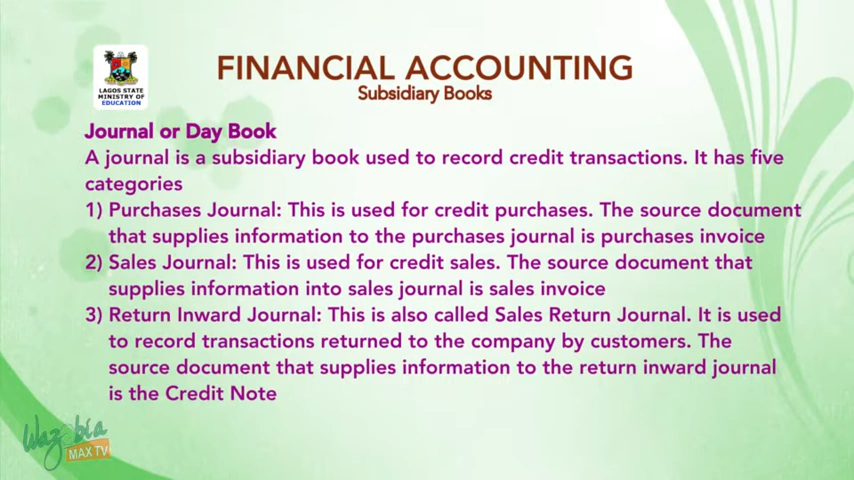 LAGOS STATE
MINISTRY OF
EDUCATION
FINANCIAL ACCOUNTING
Subsidiary Books
Journal or Day Book
A journal is a subsidiary book used to record credit transactions. It has five
categories
1) Purchases Journal: This is used for credit purchases. The source document
that supplies information to the purchases journal is purchases invoice
2) Sales Journal: This is used for credit sales. The source document that
supplies information into sales journal is sales invoice
3) Return Inward Journal: This is also called Sales Return Journal. It is used
to record transactions returned to the company by customers. The
source document that supplies information to the return inward journal
is the Credit Note
Wazobia
MAX TV